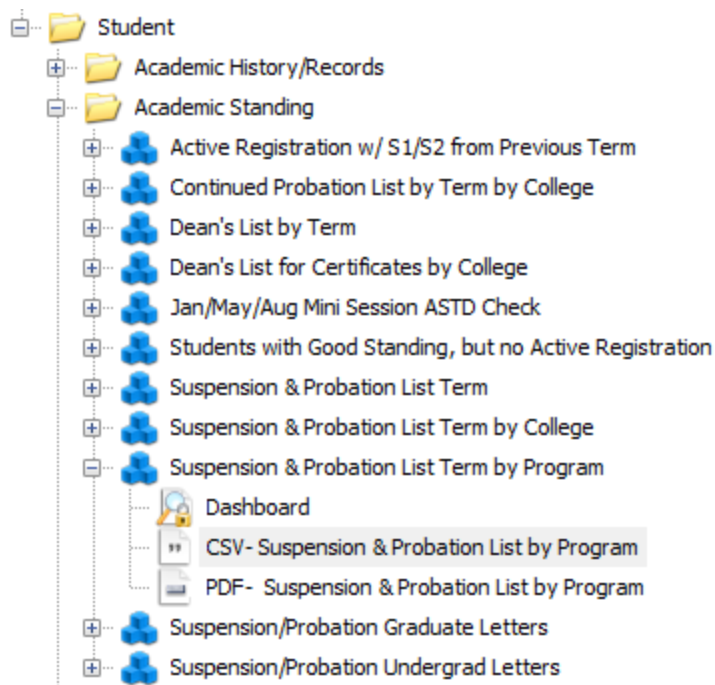 Student
Academic History/Records
Academic Standing
Active Registration w/ S1/S2 from Previous Term
Continued Probation List by Term by College
Dean's List by Term
Dean's List for Certificates by College
Jan/May/Aug Mini Session ASTD Check
Students with Good Standing, but no Active Registration
Suspension & Probation List Term
Suspension & Probation List Term by College
Suspension & Probation List Term by Program
Dashboard
CSV- Suspension & Probation List by Program
PDF-  Suspension & Probation List by Program
Suspension/Probation Graduate Letters
Suspension/Probation Undergrad Letters